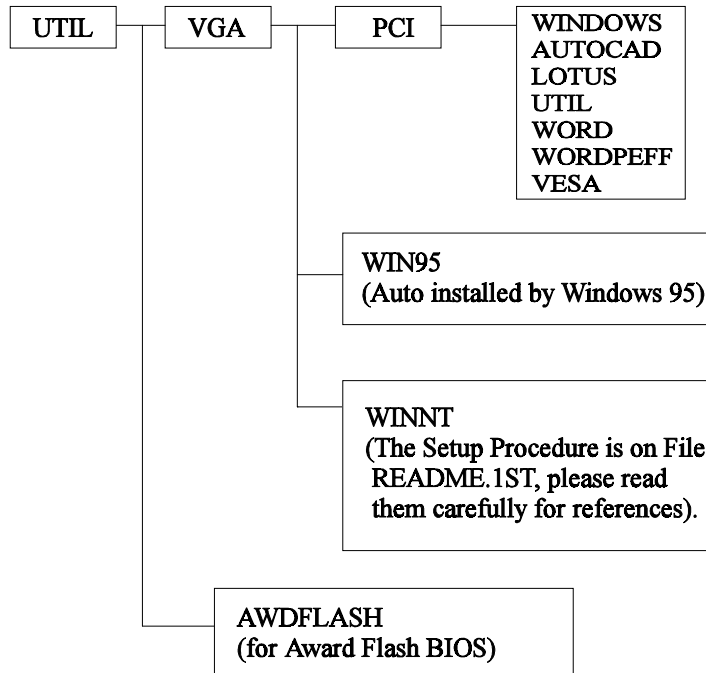 UTIL
VGA
PCI
WINDOWS
AUTOCAD
LOTUS
UTIL
WORD
WORDPEFF
VESA
WIN95
(Auto installed by Windows 95)
WINNT
(The Setup Procedure is on File
README.1ST, please read
them carefully for references).
AWDFLASH
(for Award Flash BIOS)